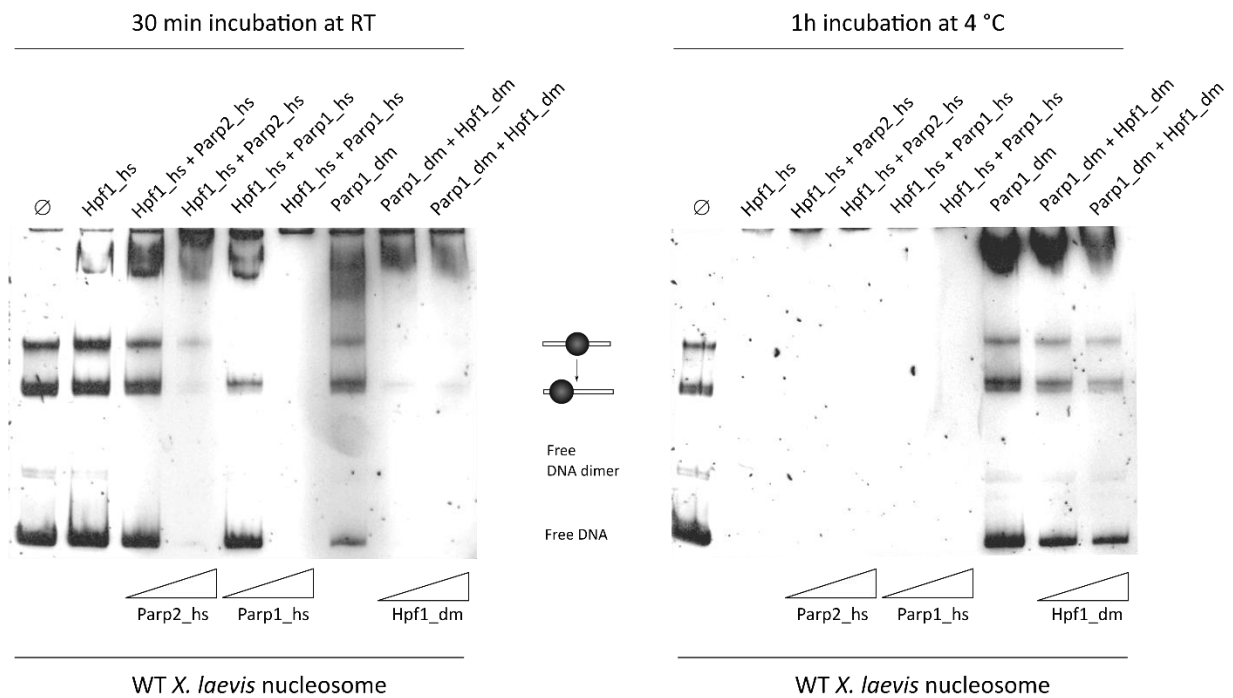 30 min incubation at RT
1h incubation at 4 °C
∅
Hpf1_hs
Hpf1_hs + Parp2_hs
Hpf1_hs + Parp2_hs
Hpf1_hs + Parp1_hs
Hpf1_hs + Parp1_hs
Parp1_dm
Parp1_dm + Hpf1_dm
Parp1_dm + Hpf1_dm
∅
Hpf1_hs
Hpf1_hs + Parp2_hs
Hpf1_hs + Parp2_hs
Hpf1_hs + Parp1_hs
Hpf1_hs + Parp1_hs
Parp1_dm
Parp1_dm + Hpf1_dm
Parp1_dm + Hpf1_dm
Free
DNA dimer
Free DNA
Parp2_hs
Parp1_hs
Hpf1_dm
Parp2_hs
Parp1_hs
Hpf1_dm
WT X. laevis nucleosome
WT X. laevis nucleosome